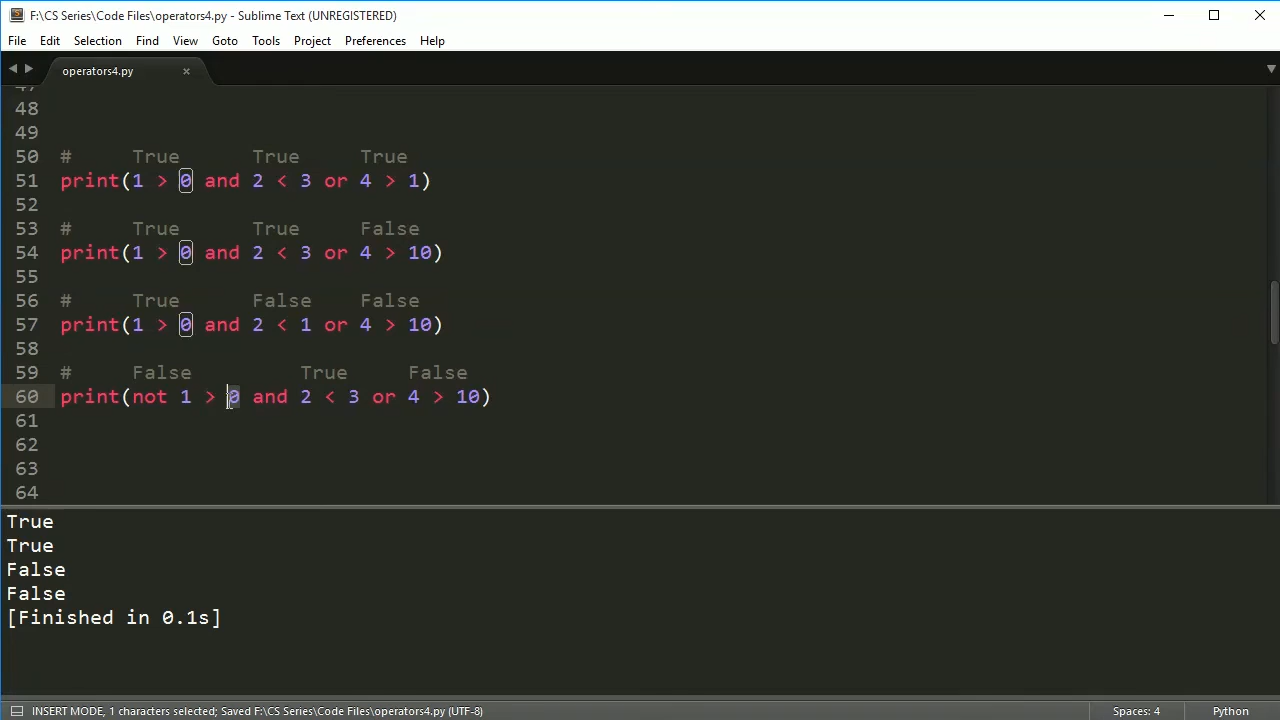 F:\CS Series\Code Files\operators4.py - Sublime Text (UNREGISTERED)
File Edit Selection Find View Goto Tools Project Preferences Help
operators4.py
48
49
50 # True True True
51 print(1 > 0 and 2 < 3 or 4 > 1)
52
53 # True True False
54 print(1 > 0 and 2 < 3 or 4 > 10)
55
56 # True False False
57 print(1 > 0 and 2 < 1 or 4 > 10)
58
59 # False True False
60 print(not 1 > 0 and 2 < 3 or 4 > 10)
61
62
63
64
True
True
False
False
[Finished in 0.1s]
INSERT MODE, 1 characters selected; Saved F:\CS Series\Code Files\operators4.py (UTF-8) Spaces: 4 Python